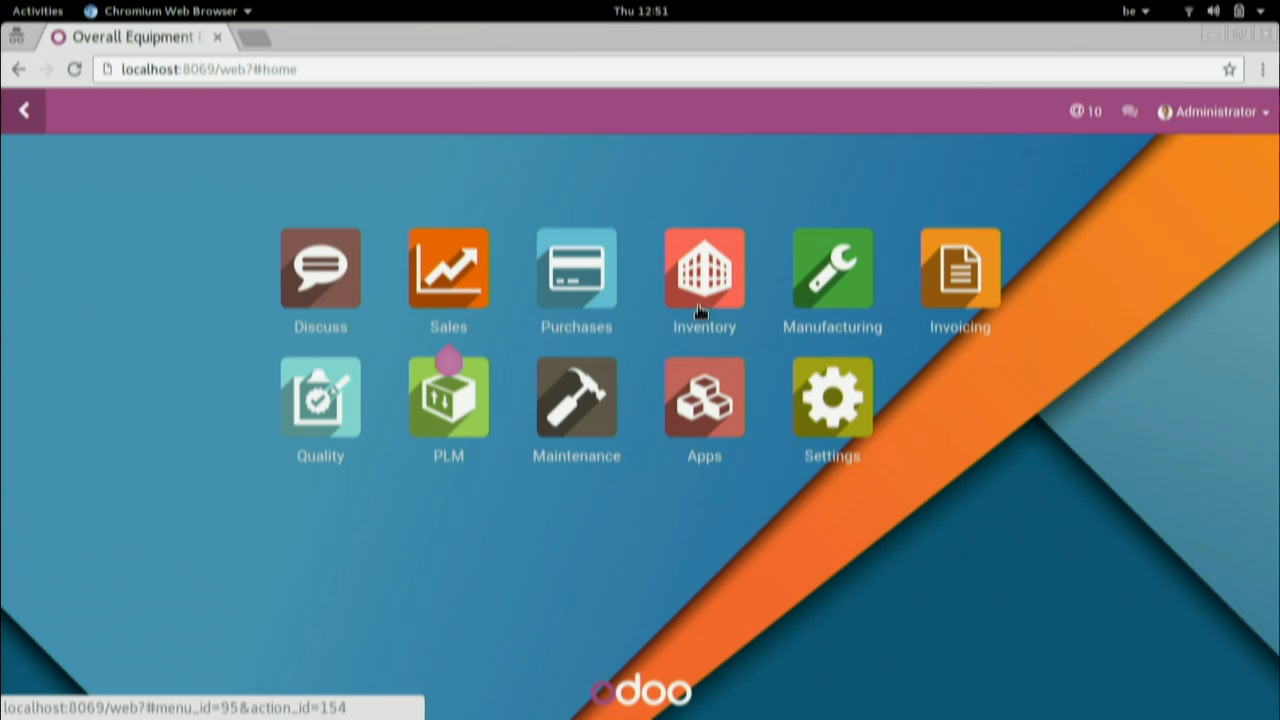 Activities Chromium Web Browser Thu 12:51 be
Overall Equipment
localhost:8069/web?#home
@ 10 Administrator
Discuss Sales Purchases Inventory Manufacturing Invoicing
Quality PLM Maintenance Apps Settings
odoo
localhost:8069/web?#menu_id=95&action_id=154